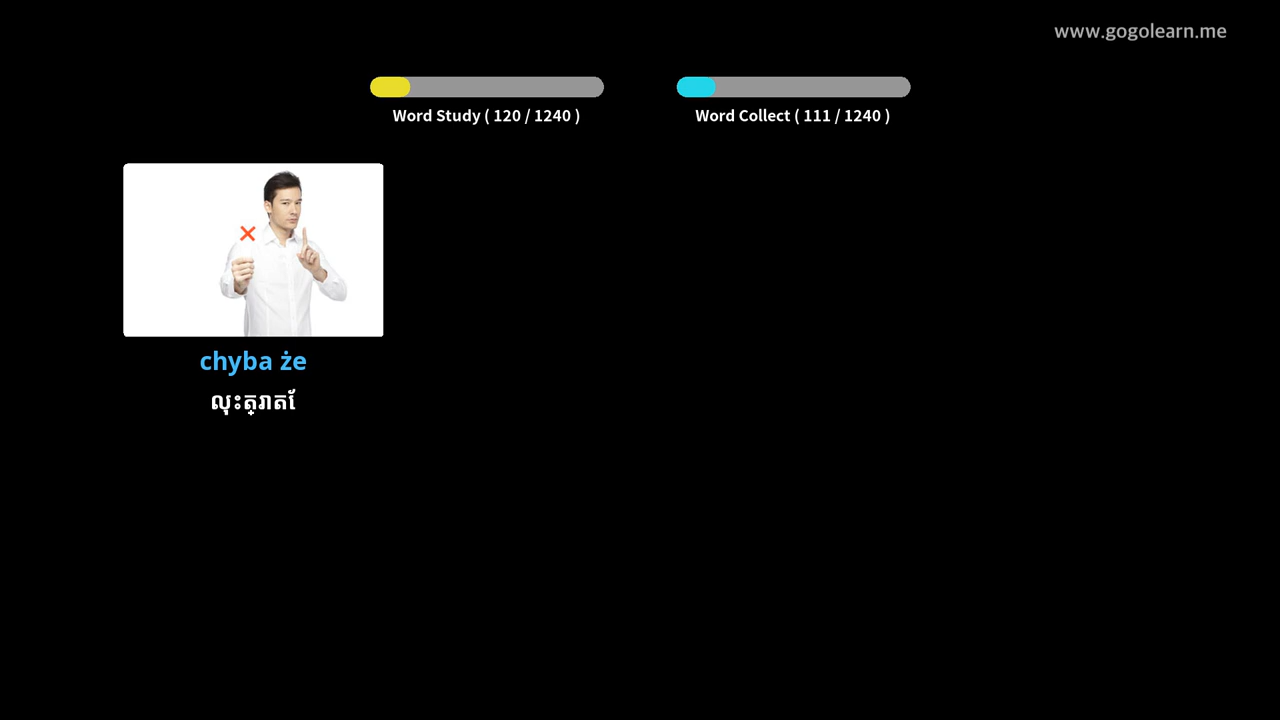 www.gogolearn.me
Word Study ( 120 / 1240 )
Word Collect ( 111 / 1240 )
chyba że
លុះត្រាតែ